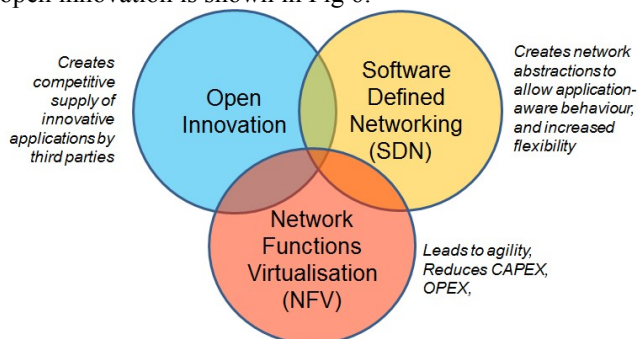 open innovation is shown in Fig 6.
Creates
competitive
supply of
innovative
applications by
third parties
Open
Innovation
Software
Defined
Networking
(SDN)
Creates network
abstractions to
allow application-
aware behaviour,
and increased
flexibility
Network
Functions
Virtualisation
(NFV)
Leads to agility,
Reduces CAPEX,
OPEX,